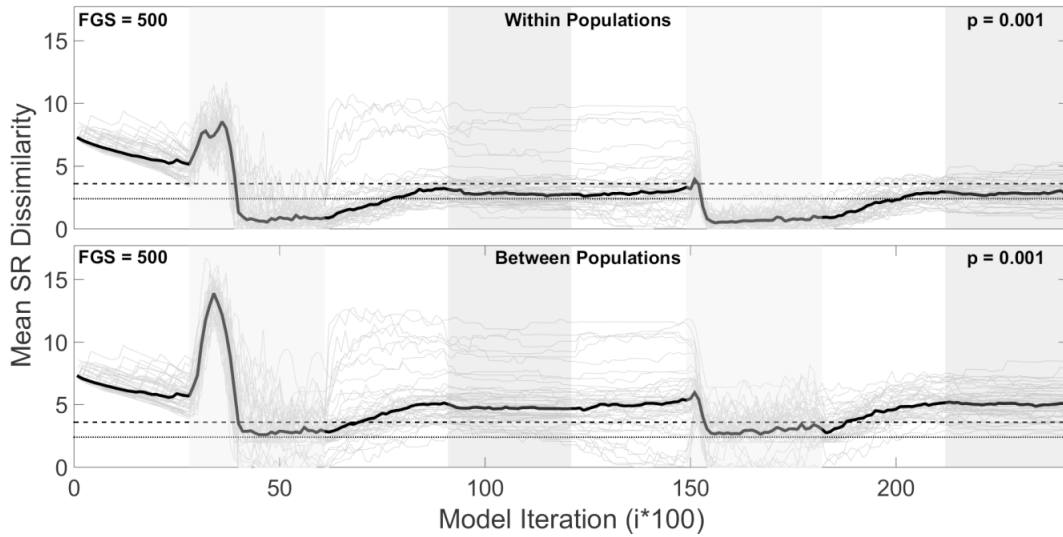 FGS = 500 Within Populations p = 0.001
15
10
5
0
FGS = 500 Between Populations p = 0.001
15
10
5
0
Mean SR Dissimilarity
0 50 100 150 200
Model Iteration (i*100)